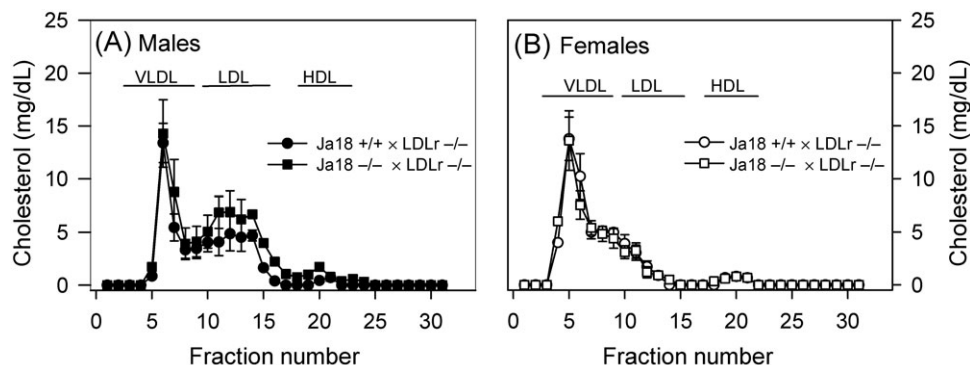 (A) Males
VLDL LDL HDL
Ja18 +/+ × LDLr –/–
Ja18 –/– × LDLr –/–
Cholesterol (mg/dL)
25
20
15
10
5
0
0 5 10 15 20 25 30
Fraction number
(B) Females
VLDL LDL HDL
Ja18 +/+ × LDLr –/–
Ja18 –/– × LDLr –/–
Cholesterol (mg/dL)
25
20
15
10
5
0
0 5 10 15 20 25 30
Fraction number